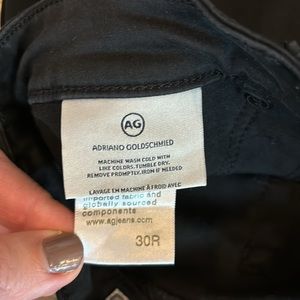 AG
ADRIANO GOLDSCHMIED
MACHINE WASH COLD WITH
LIKE COLORS. TUMBLE DRY.
REMOVE PROMPTLY, IRON IF NEEDED.
LAVAGE EN MACHINE À FROID AVEC
imported fabric and
globally sourced
components
www.agjeans.com
30R